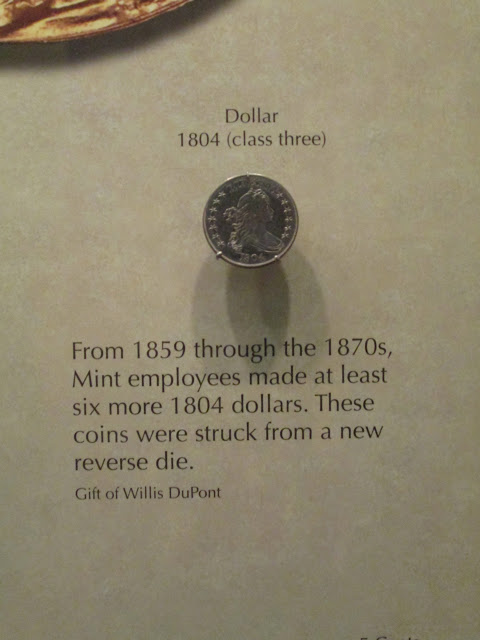 Dollar
1804 (class three)
1804
From 1859 through the 1870s,
Mint employees made at least
six more 1804 dollars. These
coins were struck from a new
reverse die.
Gift of Willis DuPont